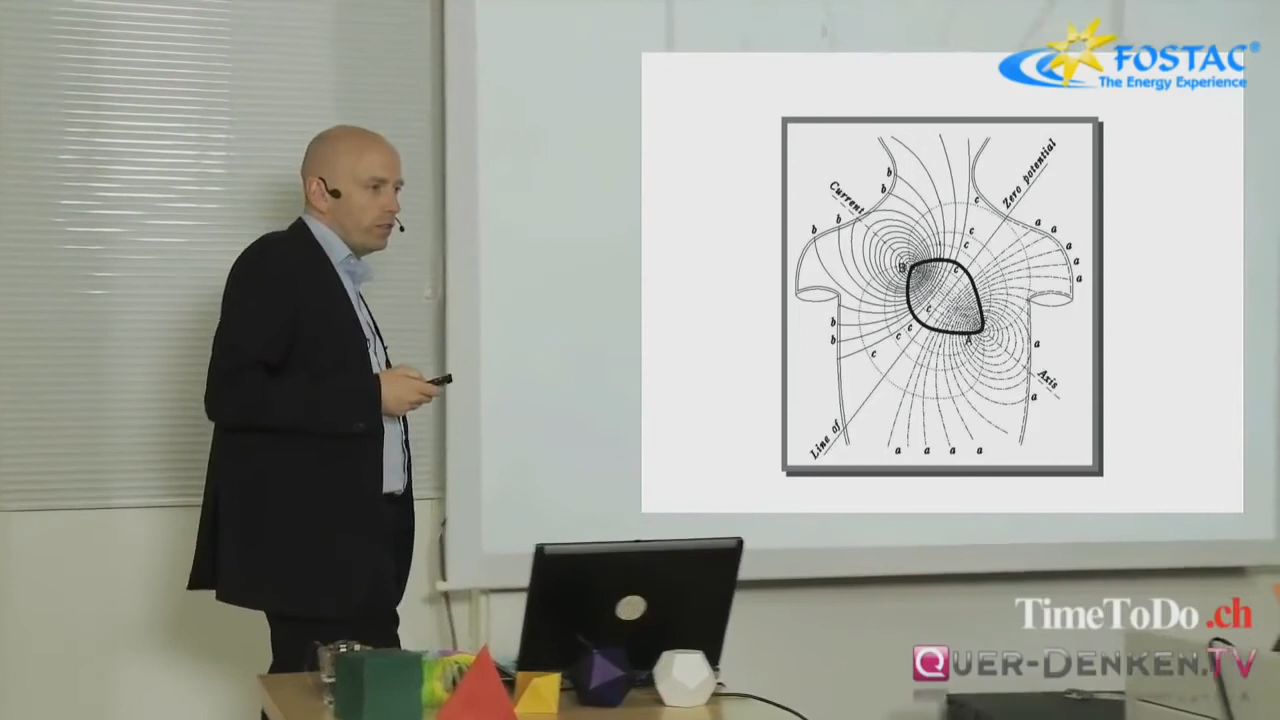 FOSTAC®
The Energy Experience
Current
Zero potential
b
b
b
b
b
b
c
c
c
c
c
c
c
c
a
a
a
a
a
a
a
a
a
a
a
B
A
Axis
Line of
TimeToDo.ch
QUER-DENKEN.TV